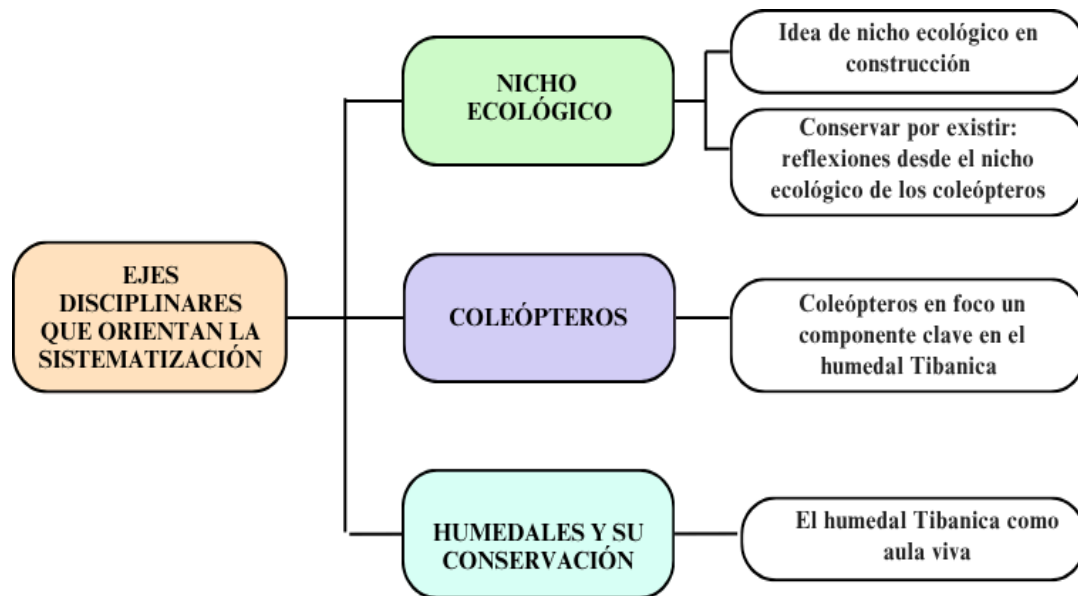 EJES
DISCIPLINARES
QUE ORIENTAN LA
SISTEMATIZACIÓN
NICHO
ECOLÓGICO
Idea de nicho ecológico en
construcción
Conservar por existir:
reflexiones desde el nicho
ecológico de los coleópteros
COLEÓPTEROS
Coleópteros en foco un
componente clave en el
humedal Tibanica
HUMEDALES Y SU
CONSERVACIÓN
El humedal Tibanica como
aula viva